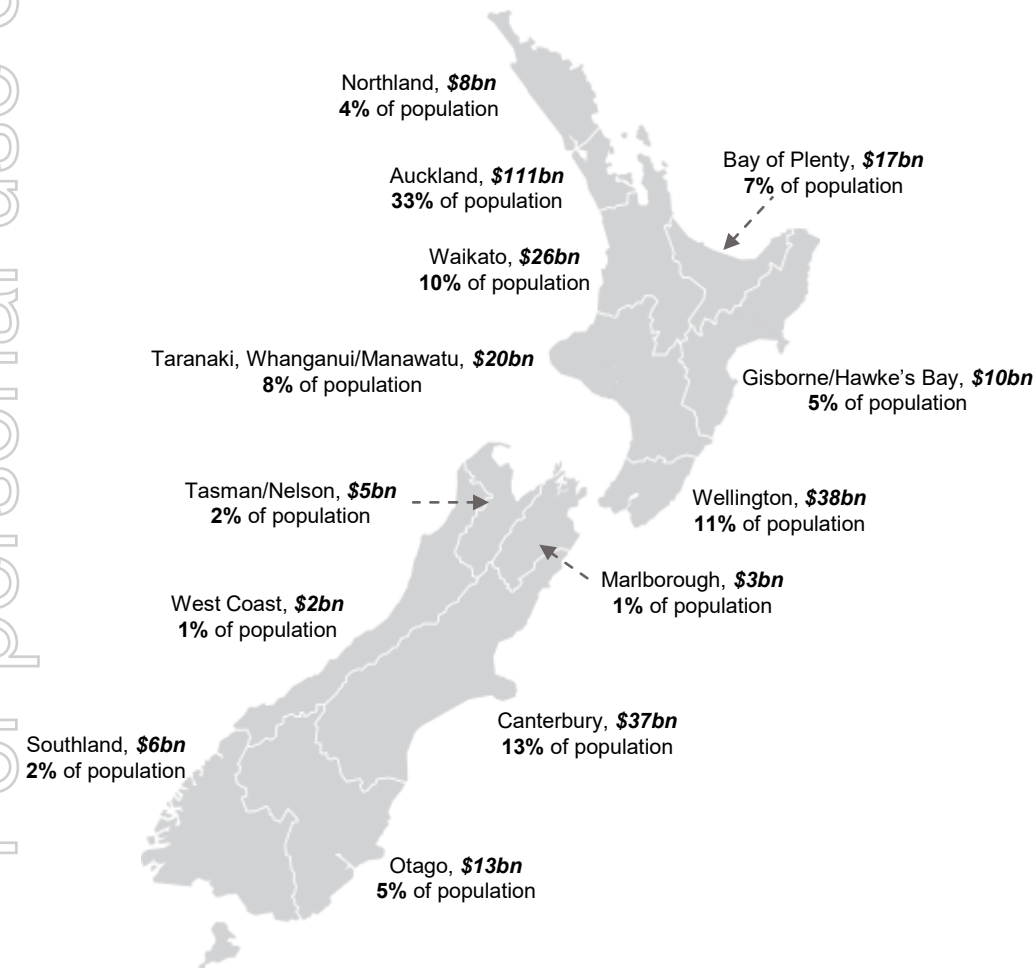 Northland, $8bn
4% of population
Auckland, $111bn
33% of population
Bay of Plenty, $17bn
7% of population
Waikato, $26bn
10% of population
Taranaki, Whanganui/Manawatu, $20bn
8% of population
Gisborne/Hawke's Bay, $10bn
5% of population
Tasman/Nelson, $5bn
2% of population
Wellington, $38bn
11% of population
Marlborough, $3bn
1% of population
West Coast, $2bn
1% of population
Canterbury, $37bn
13% of population
Southland, $6bn
2% of population
Otago, $13bn
5% of population
personal